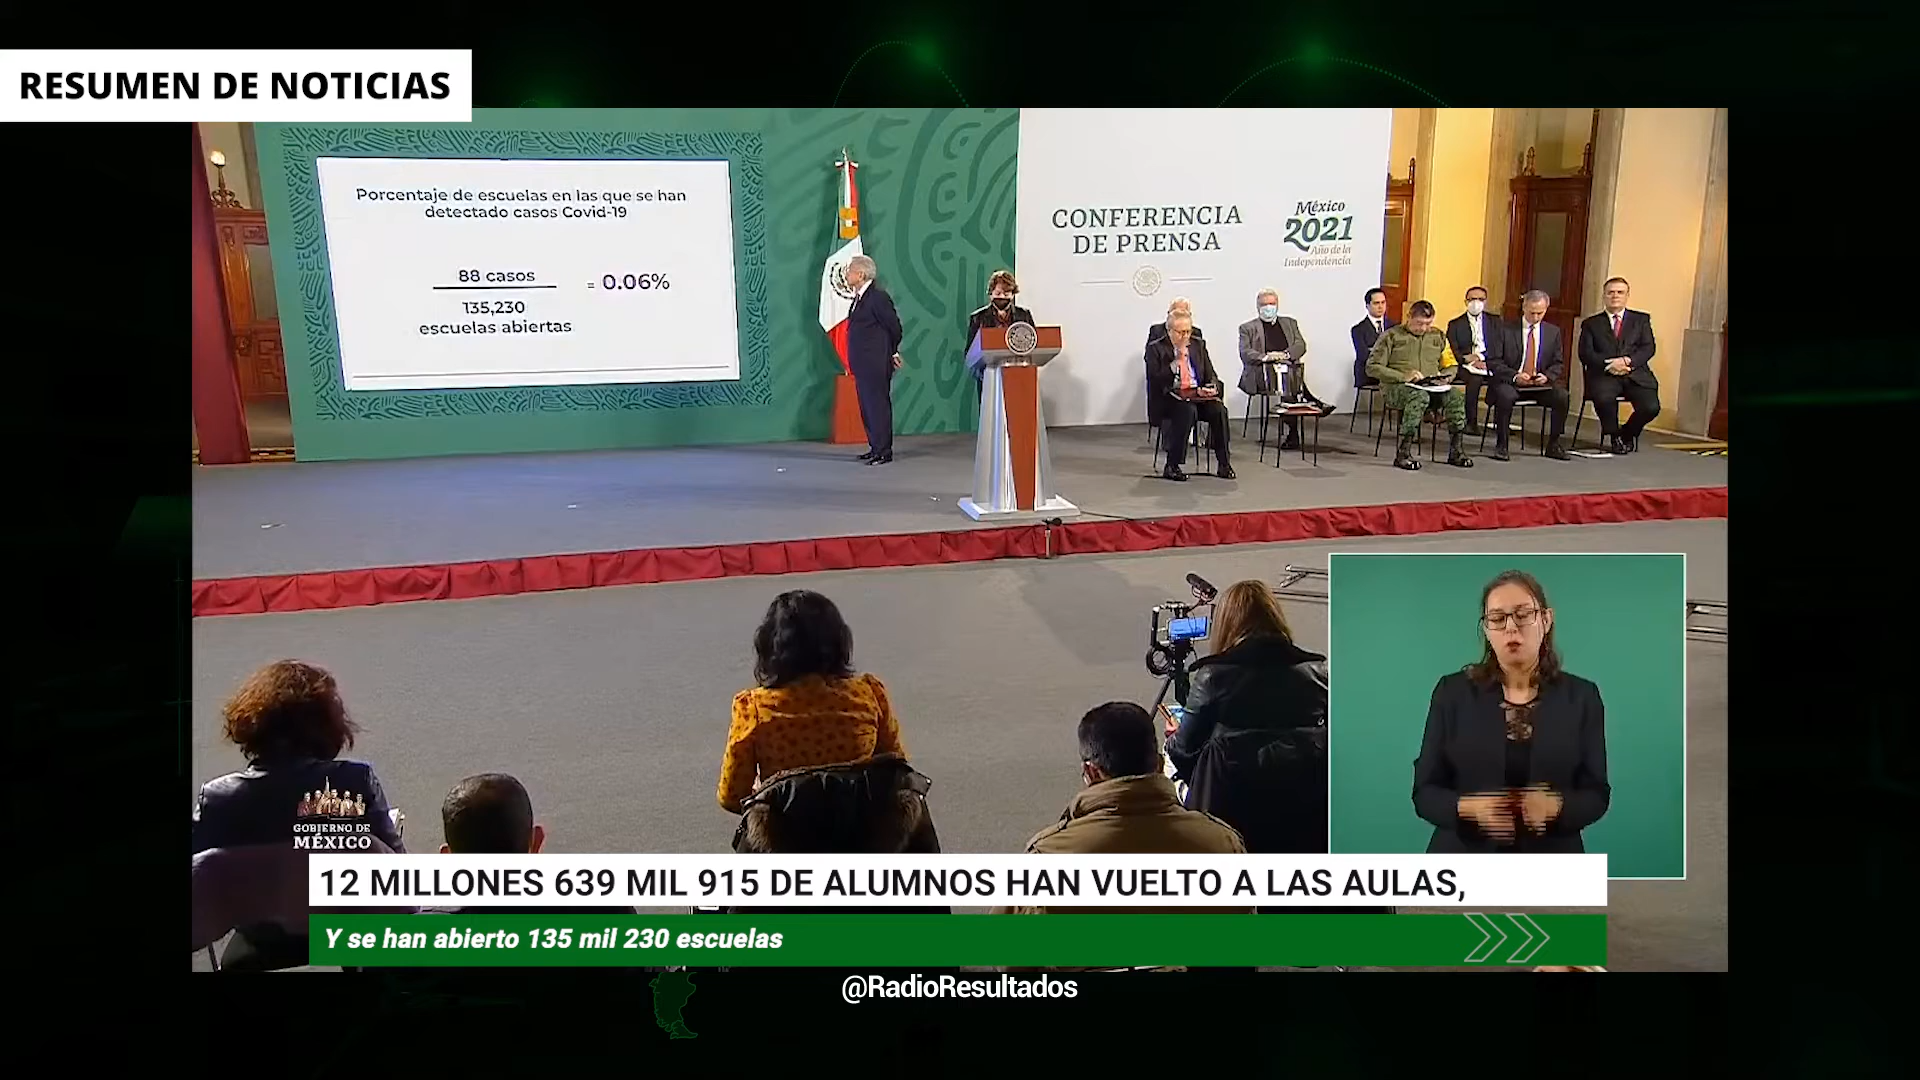 RESUMEN DE NOTICIAS
Porcentaje de escuelas en las que se han
detectado casos Covid-19
88 casos
135,230
escuelas abiertas
= 0.06%
CONFERENCIA
DE PRENSA
México
2021
Año de la
Independencia
GOBIERNO DE
MÉXICO
12 MILLONES 639 MIL 915 DE ALUMNOS HAN VUELTO A LAS AULAS,
Y se han abierto 135 mil 230 escuelas
@RadioResultados